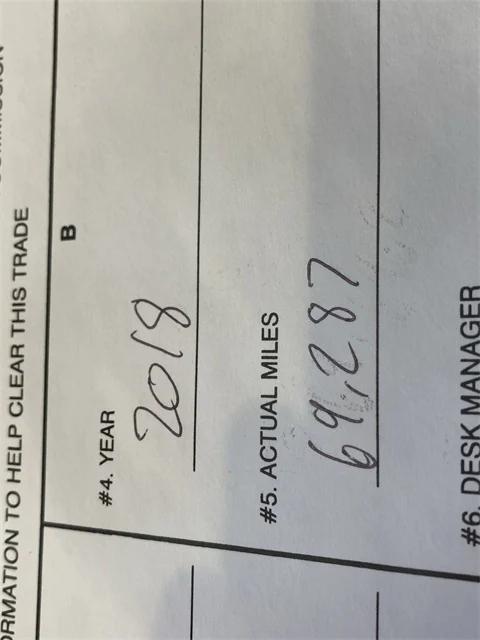 ORMATION TO HELP CLEAR THIS TRADE
B
#4. YEAR
2018
#5. ACTUAL MILES
69,287
#6. DESK MANAGER